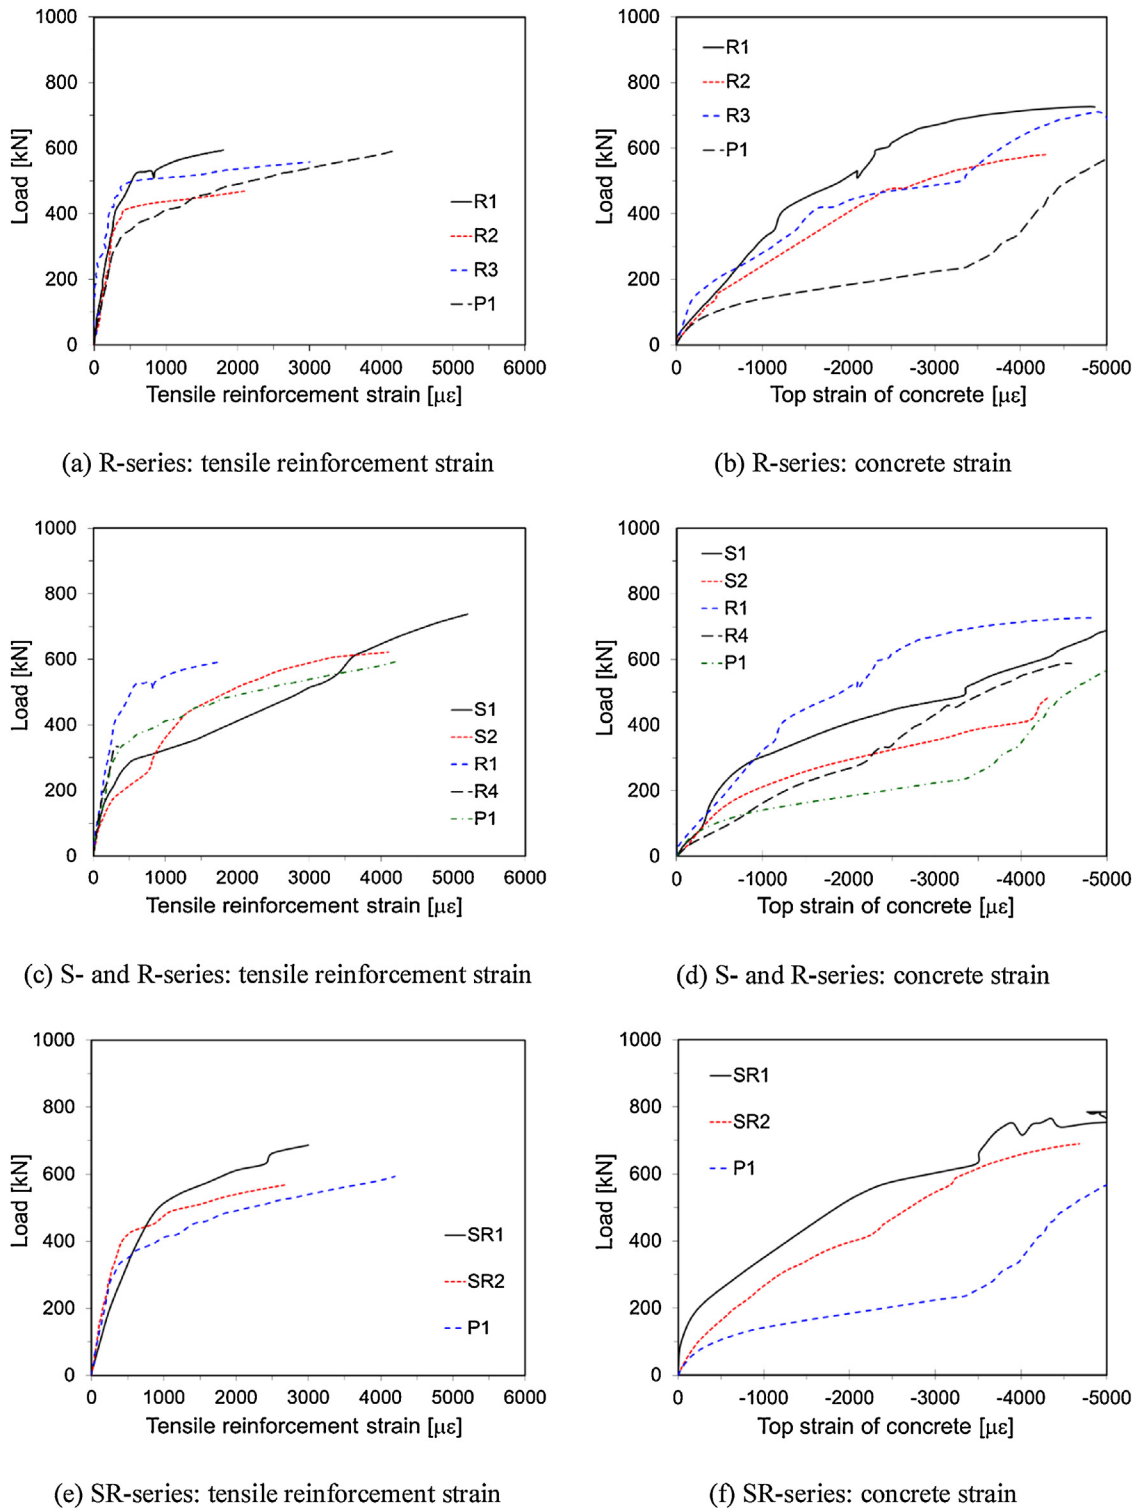 1000
800
600
400
200
0
Load [kN]
R1
R2
R3
P1
0 1000 2000 3000 4000 5000 6000
Tensile reinforcement strain [με]
(a) R-series: tensile reinforcement strain
1000
800
600
400
200
0
Load [kN]
R1
R2
R3
P1
0 -1000 -2000 -3000 -4000 -5000
Top strain of concrete [με]
(b) R-series: concrete strain
1000
800
600
400
200
0
Load [kN]
S1
S2
R1
R4
P1
0 1000 2000 3000 4000 5000 6000
Tensile reinforcement strain [με]
(c) S- and R-series: tensile reinforcement strain
1000
800
600
400
200
0
Load [kN]
S1
S2
R1
R4
P1
0 -1000 -2000 -3000 -4000 -5000
Top strain of concrete [με]
(d) S- and R-series: concrete strain
1000
800
600
400
200
0
Load [kN]
SR1
SR2
P1
0 1000 2000 3000 4000 5000 6000
Tensile reinforcement strain [με]
(e) SR-series: tensile reinforcement strain
1000
800
600
400
200
0
Load [kN]
SR1
SR2
P1
0 -1000 -2000 -3000 -4000 -5000
Top strain of concrete [με]
(f) SR-series: concrete strain